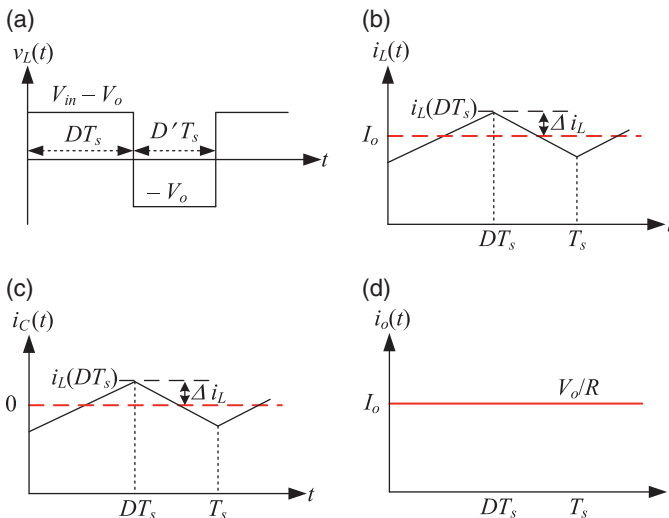 (a)
v_L(t)
V_in – V_o
DT_s
D′T_s
t
– V_o
(b)
i_L(t)
i_L(DT_s)
Δ i_L
I_o
DT_s
T_s
t
(c)
i_C(t)
i_L(DT_s)
Δ i_L
0
DT_s
T_s
t
(d)
i_o(t)
V_o/R
I_o
DT_s
T_s
t